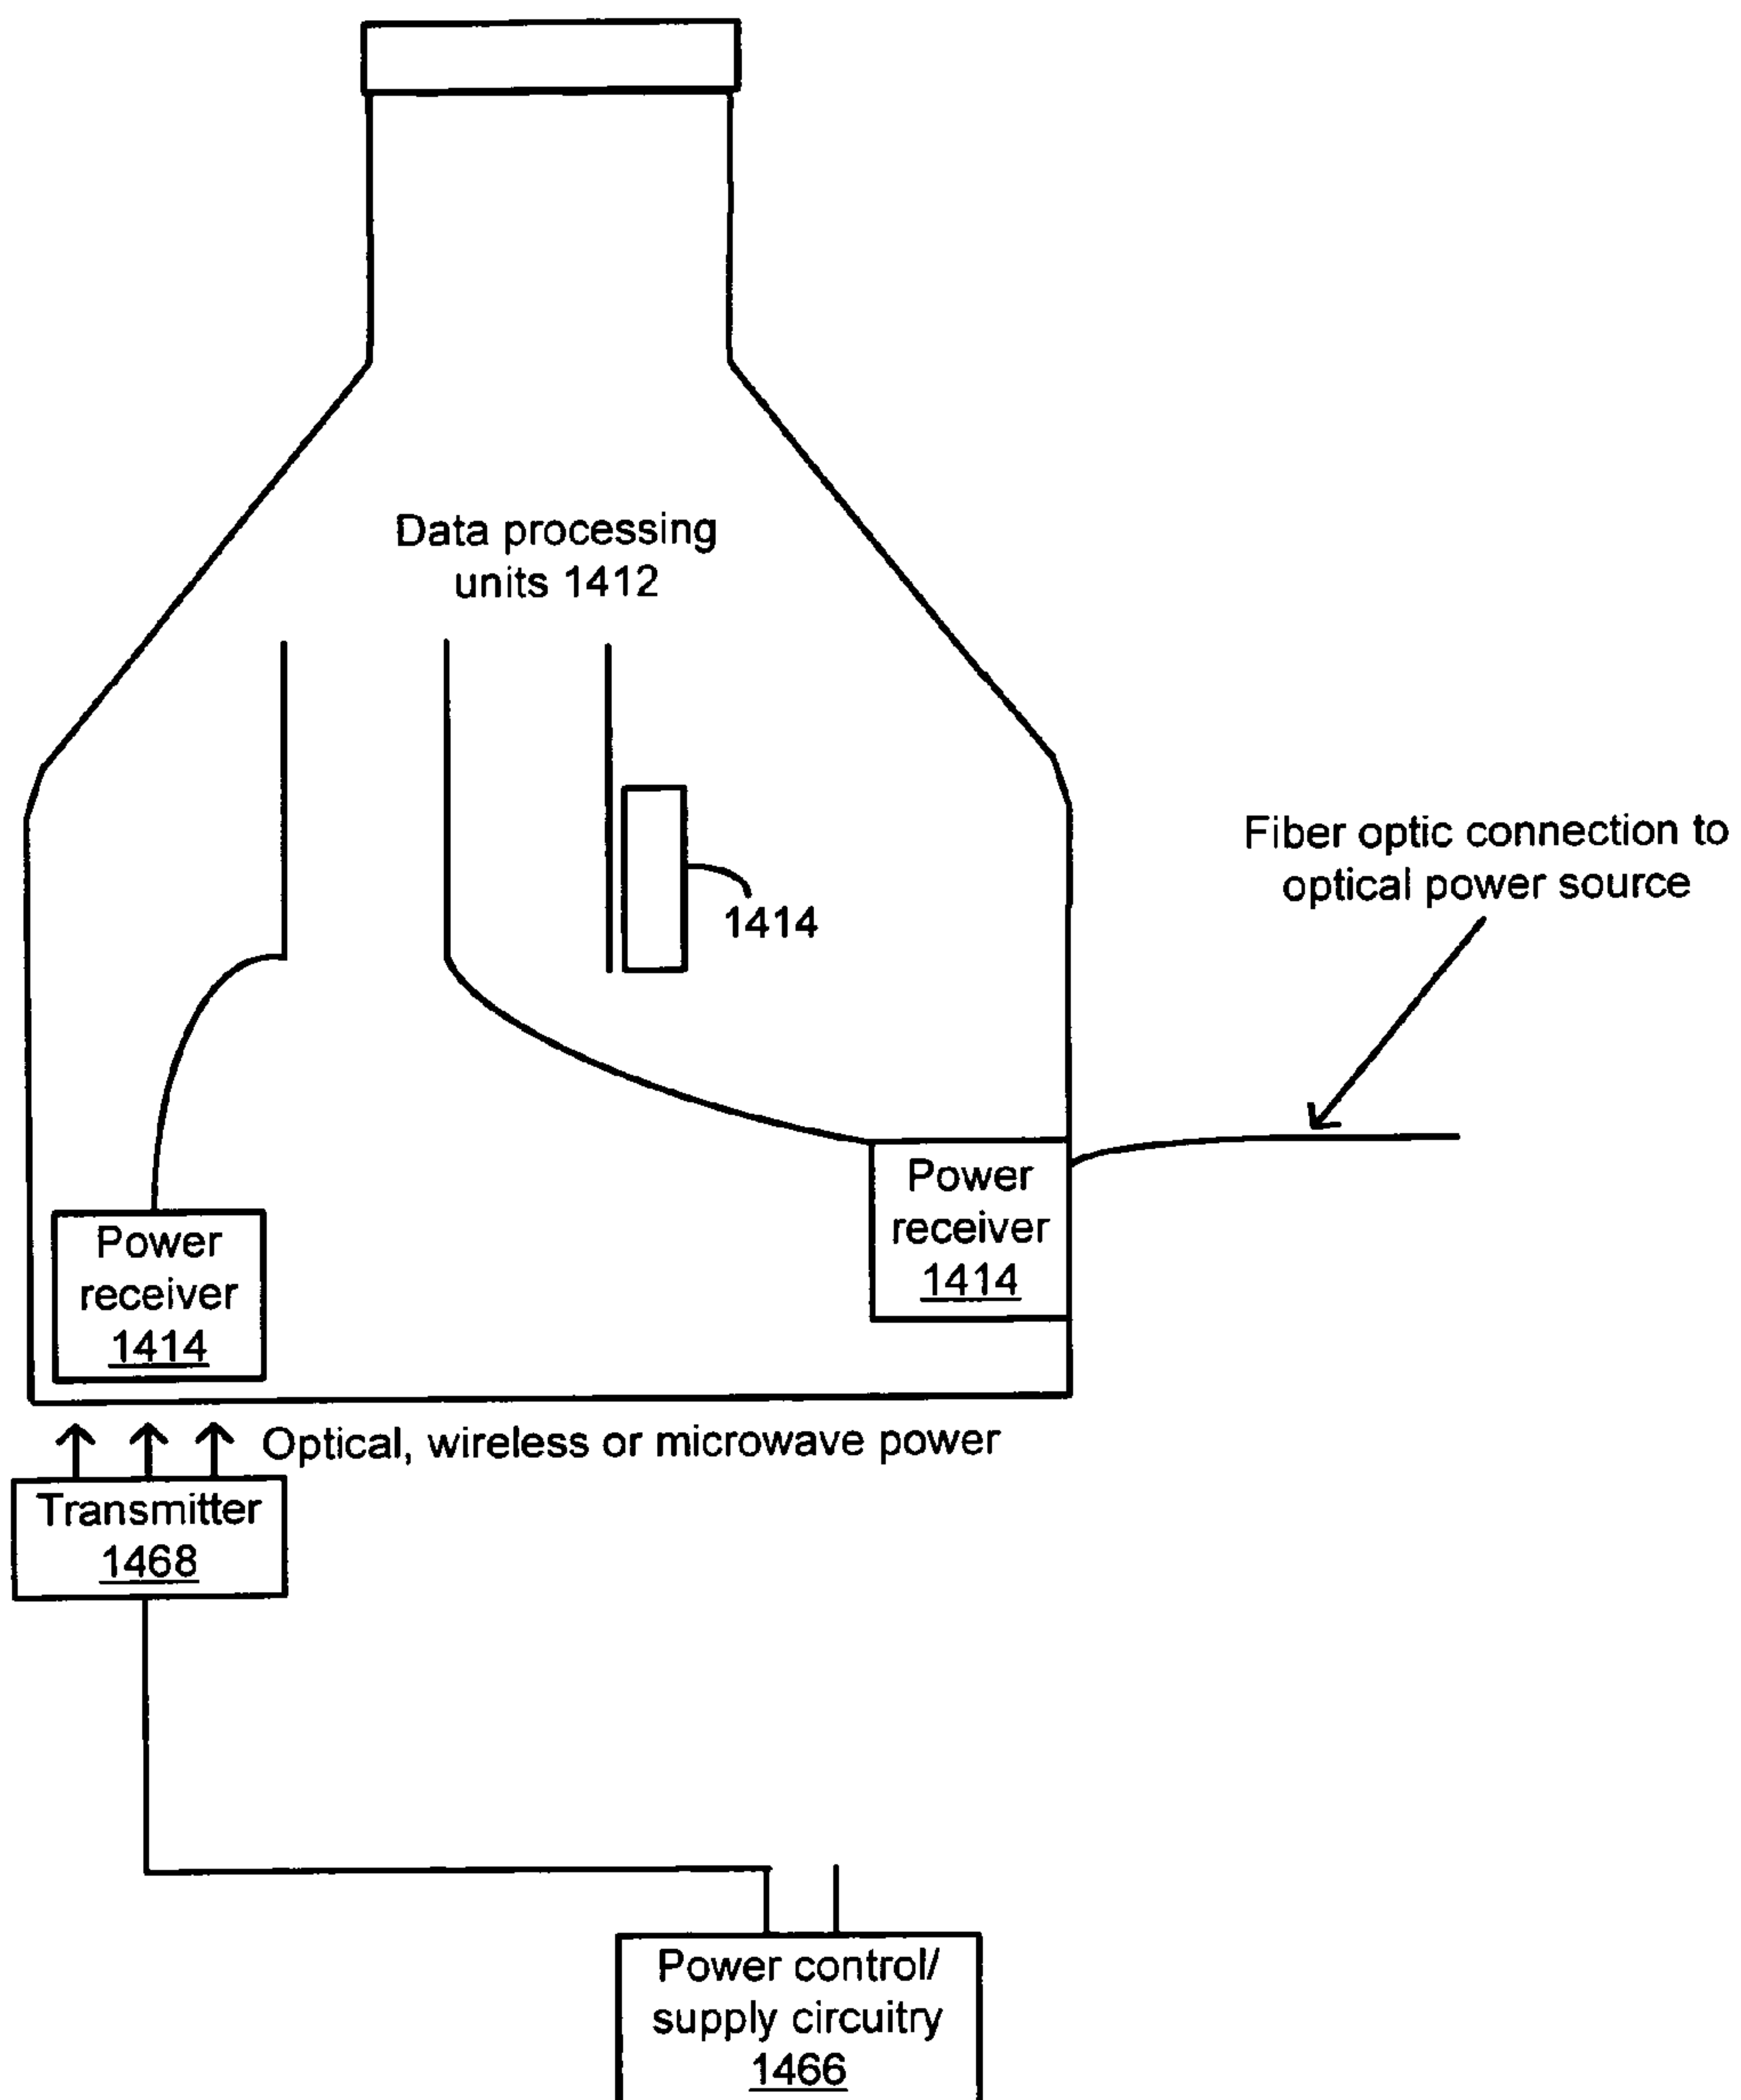 Data processing
units 1412
Fiber optic connection to
optical power source
1414
Power
receiver
1414
Power
receiver
1414
Optical, wireless or microwave power
Transmitter
1468
Power control/
supply circuitry
1466